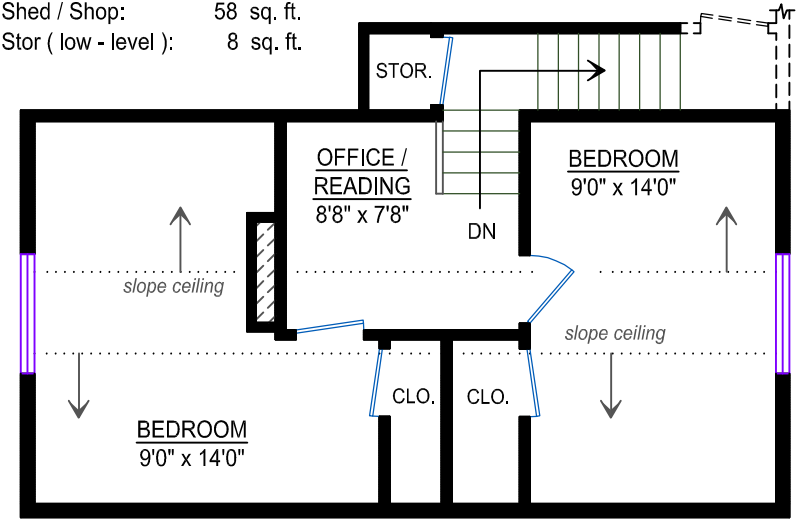 Shed / Shop: 58 sq. ft.
Stor ( low - level ): 8 sq. ft.
STOR.
OFFICE /
READING
8'8" x 7'8"
BEDROOM
9'0" x 14'0"
DN
slope ceiling
slope ceiling
CLO.
CLO.
BEDROOM
9'0" x 14'0"